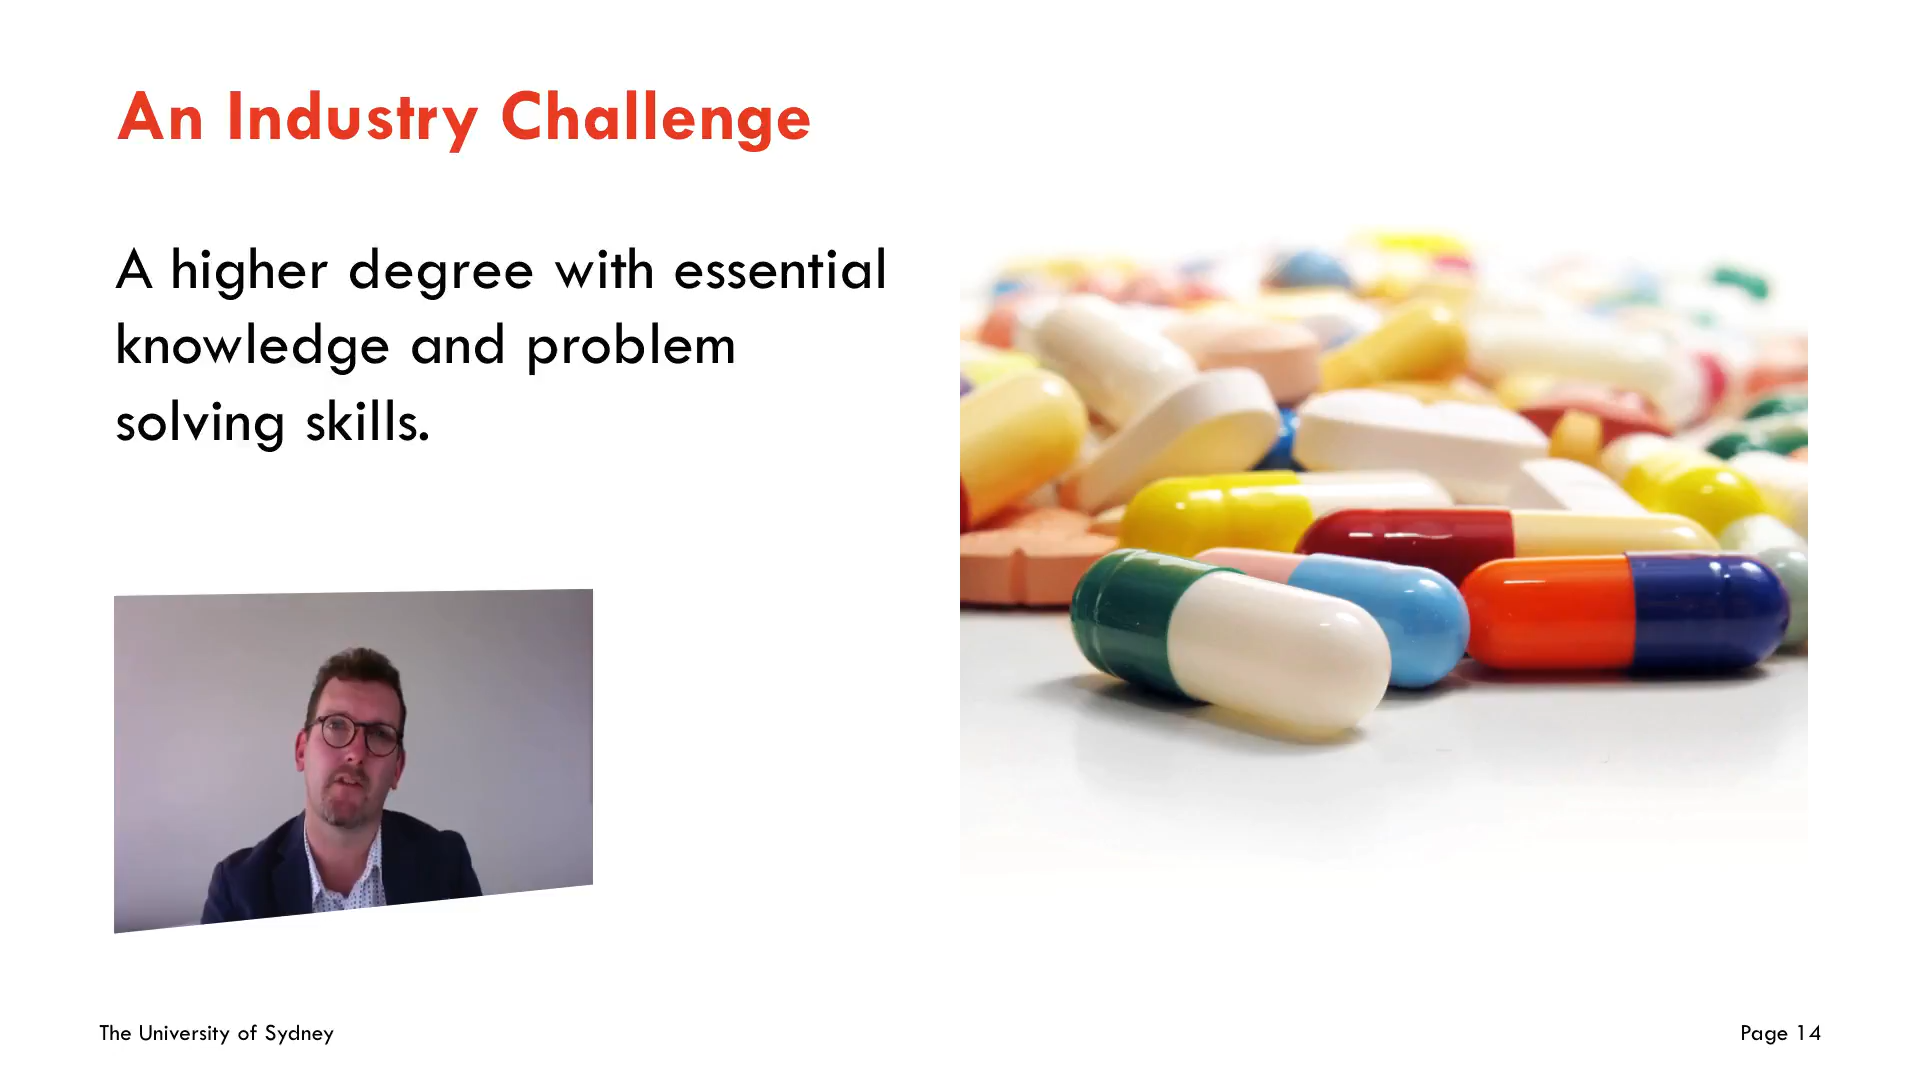 An Industry Challenge
A higher degree with essential
knowledge and problem
solving skills.
The University of Sydney
Page 14